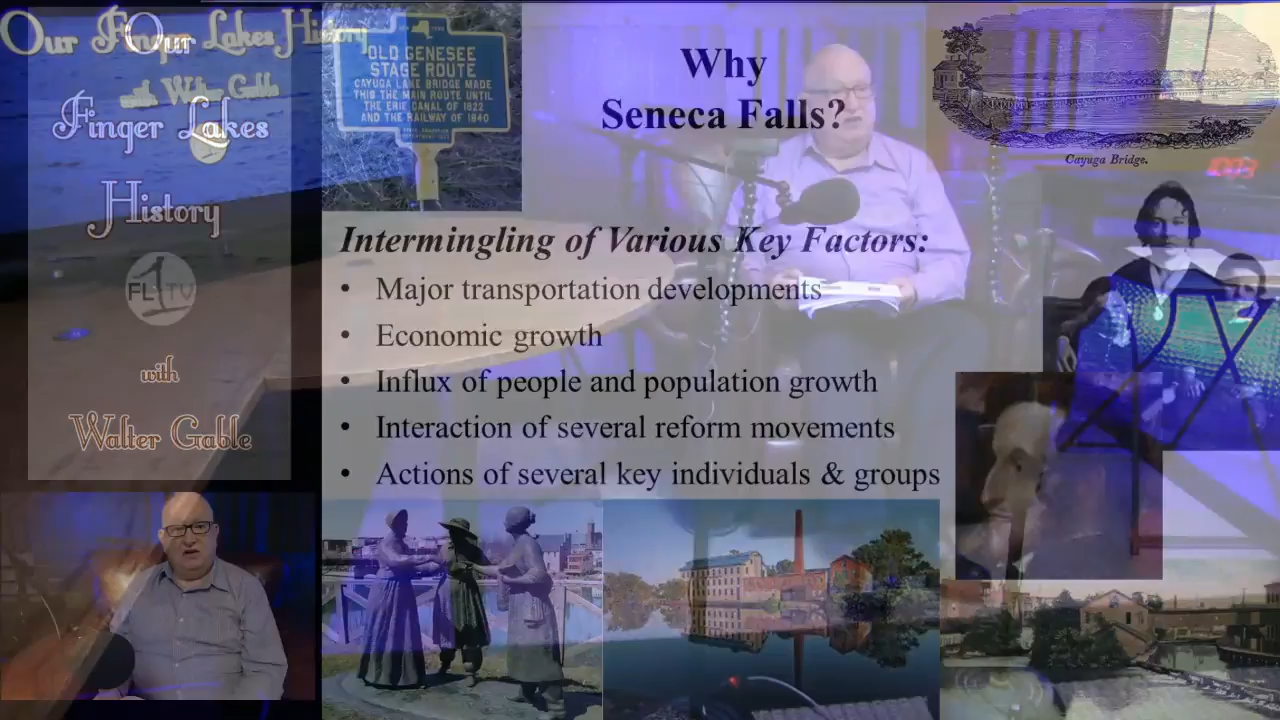 Our Finger Lakes History
with Walter Gable
Our
Finger Lakes
History
FL TV
with
Walter Gable
OLD GENESEE
STAGE ROUTE
CAYUGA LAKE BRIDGE MADE
THIS THE MAIN ROUTE UNTIL
THE ERIE CANAL OF 1822
AND THE RAILWAY OF 1840
Why
Seneca Falls?
Cayuga Bridge.
Intermingling of Various Key Factors:
• Major transportation developments
• Economic growth
• Influx of people and population growth
• Interaction of several reform movements
• Actions of several key individuals & groups